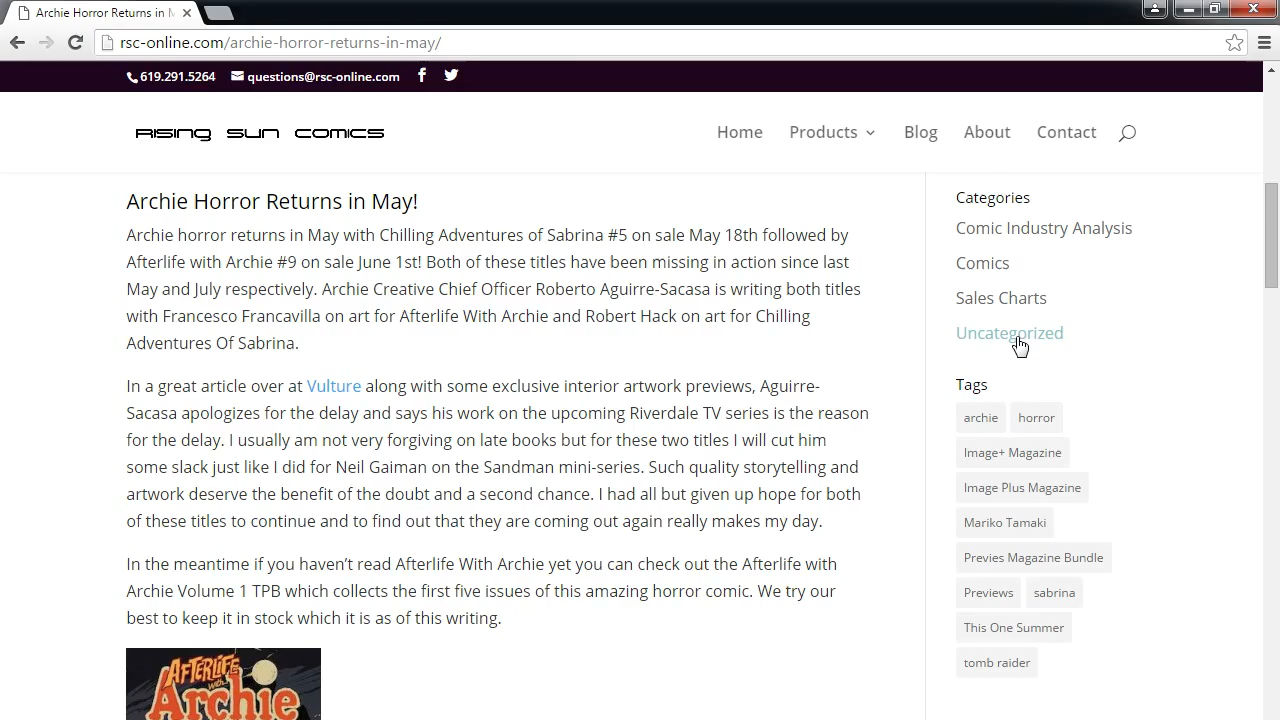 Archie Horror Returns in M
rsc-online.com/archie-horror-returns-in-may/
619.291.5264 questions@rsc-online.com
RISING SUN COMICS
Home Products Blog About Contact
Archie Horror Returns in May!
Archie horror returns in May with Chilling Adventures of Sabrina #5 on sale May 18th followed by
Afterlife with Archie #9 on sale June 1st! Both of these titles have been missing in action since last
May and July respectively. Archie Creative Chief Officer Roberto Aguirre-Sacasa is writing both titles
with Francesco Francavilla on art for Afterlife With Archie and Robert Hack on art for Chilling
Adventures Of Sabrina.
In a great article over at Vulture along with some exclusive interior artwork previews, Aguirre-
Sacasa apologizes for the delay and says his work on the upcoming Riverdale TV series is the reason
for the delay. I usually am not very forgiving on late books but for these two titles I will cut him
some slack just like I did for Neil Gaiman on the Sandman mini-series. Such quality storytelling and
artwork deserve the benefit of the doubt and a second chance. I had all but given up hope for both
of these titles to continue and to find out that they are coming out again really makes my day.
In the meantime if you haven't read Afterlife With Archie yet you can check out the Afterlife with
Archie Volume 1 TPB which collects the first five issues of this amazing horror comic. We try our
best to keep it in stock which it is as of this writing.
AFTERLIFE
with
Archie
Categories
Comic Industry Analysis
Comics
Sales Charts
Uncategorized
Tags
archie horror
Image+ Magazine
Image Plus Magazine
Mariko Tamaki
Previes Magazine Bundle
Previews sabrina
This One Summer
tomb raider